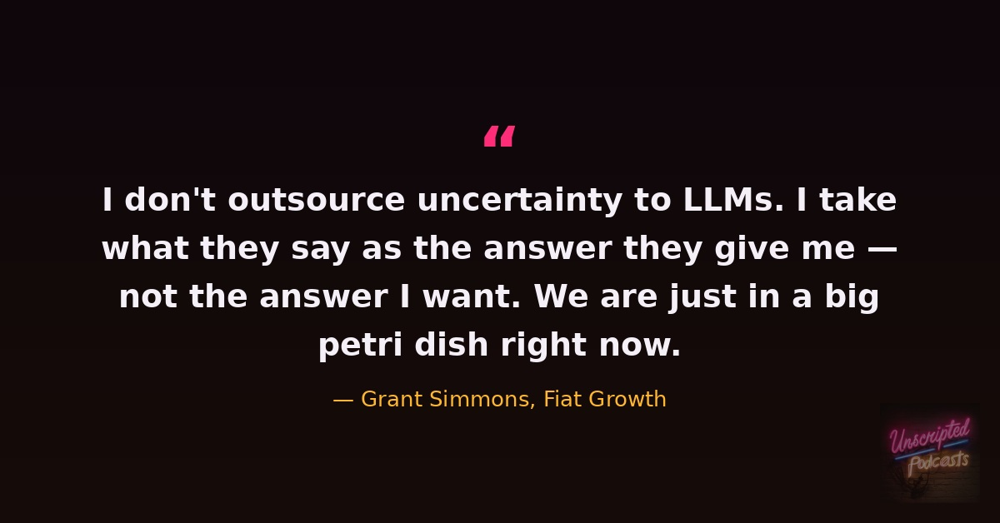 “
I don't outsource uncertainty to LLMs. I take
what they say as the answer they give me —
not the answer I want. We are just in a big
petri dish right now.
— Grant Simmons, Fiat Growth
Unscripted
Podcasts